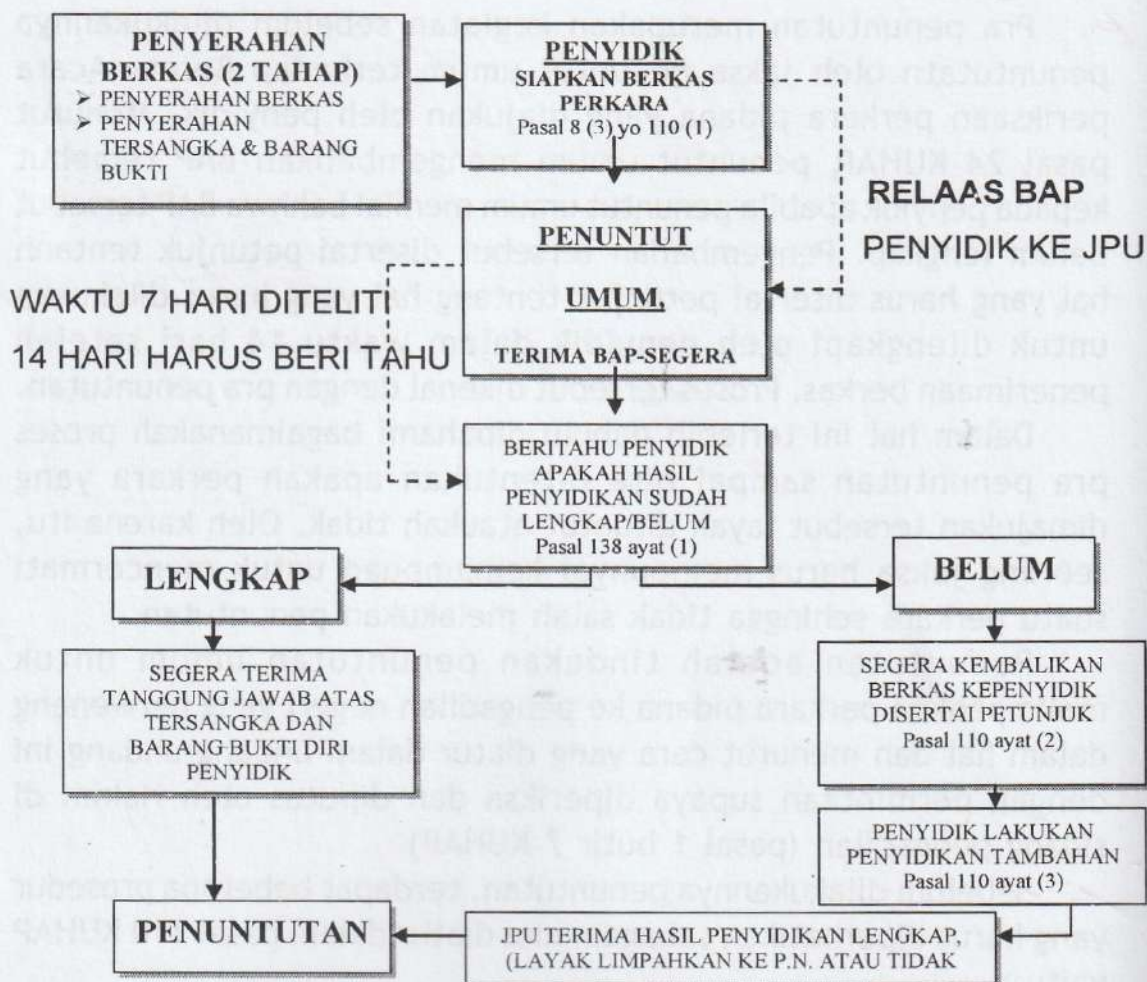 PENYERAHAN
BERKAS (2 TAHAP)
➢ PENYERAHAN BERKAS
➢ PENYERAHAN
TERSANGKA & BARANG
BUKTI
PENYIDIK
SIAPKAN BERKAS
PERKARA
Pasal 8 (3) yo 110 (1)
RELAAS BAP
PENYIDIK KE JPU
PENUNTUT
UMUM
TERIMA BAP-SEGERA
WAKTU 7 HARI DITELITI
14 HARI HARUS BERI TAHU
BERITAHU PENYIDIK
APAKAH HASIL
PENYIDIKAN SUDAH
LENGKAP/BELUM
Pasal 138 ayat (1)
LENGKAP
BELUM
SEGERA TERIMA
TANGGUNG JAWAB ATAS
TERSANGKA DAN
BARANG BUKTI DIRI
PENYIDIK
SEGERA KEMBALIKAN
BERKAS KEPENYIDIK
DISERTAI PETUNJUK
Pasal 110 ayat (2)
PENYIDIK LAKUKAN
PENYIDIKAN TAMBAHAN
Pasal 110 ayat (3)
PENUNTUTAN
JPU TERIMA HASIL PENYIDIKAN LENGKAP,
(LAYAK LIMPAHKAN KE P.N. ATAU TIDAK